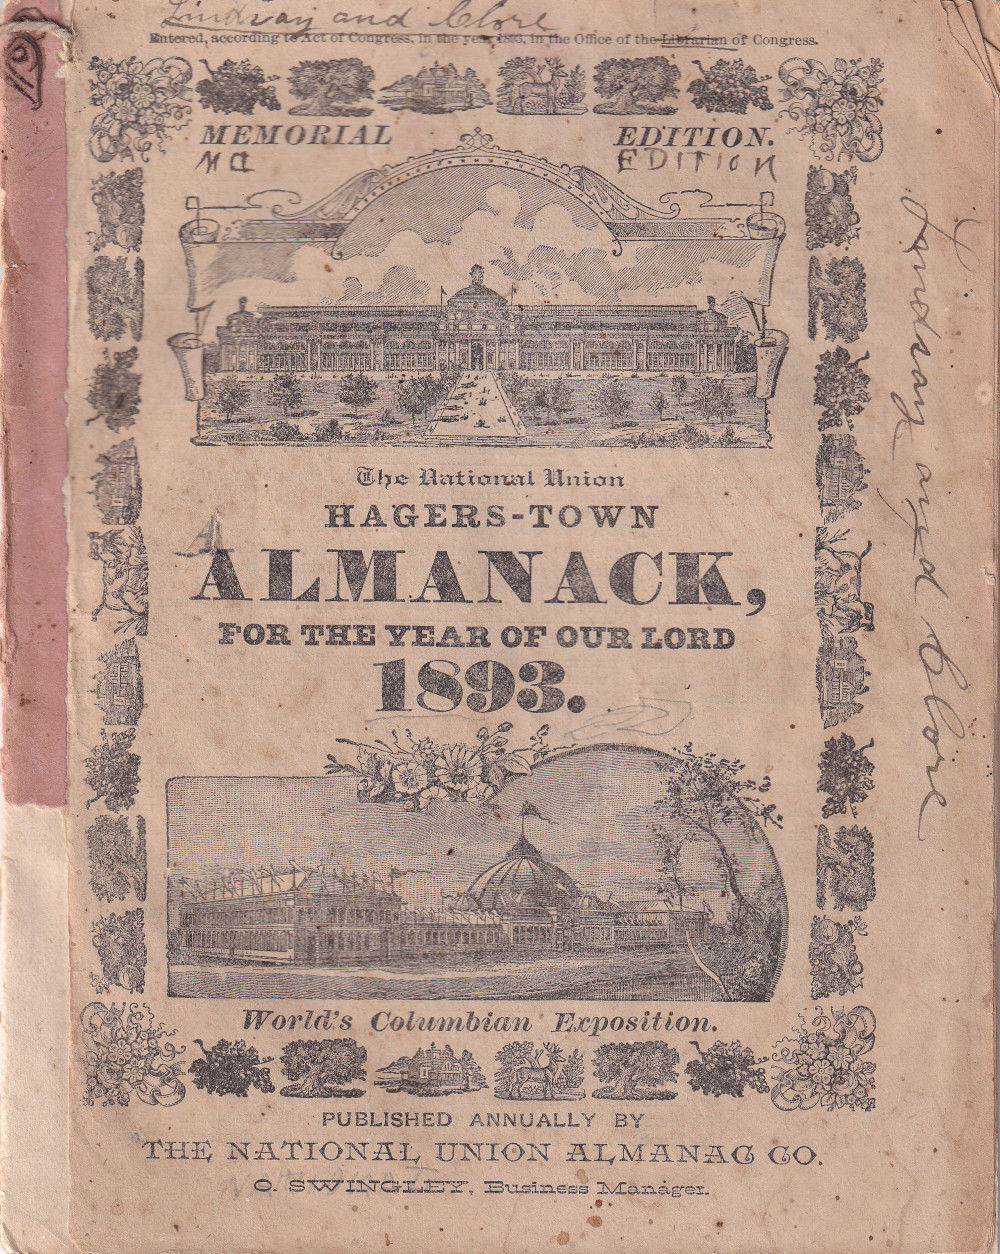 Lindsay and Clore
Entered, according to Act of Congress, in the year 1893, in the Office of the Librarian of Congress.
MEMORIAL EDITION.
EDITION
The National Union
HAGERS-TOWN
ALMANACK,
FOR THE YEAR OF OUR LORD
1893.
World's Columbian Exposition.
PUBLISHED ANNUALLY BY
THE NATIONAL UNION ALMANAC CO.
O. SWINGLEY, Business Manager.
Lindsay and Clore